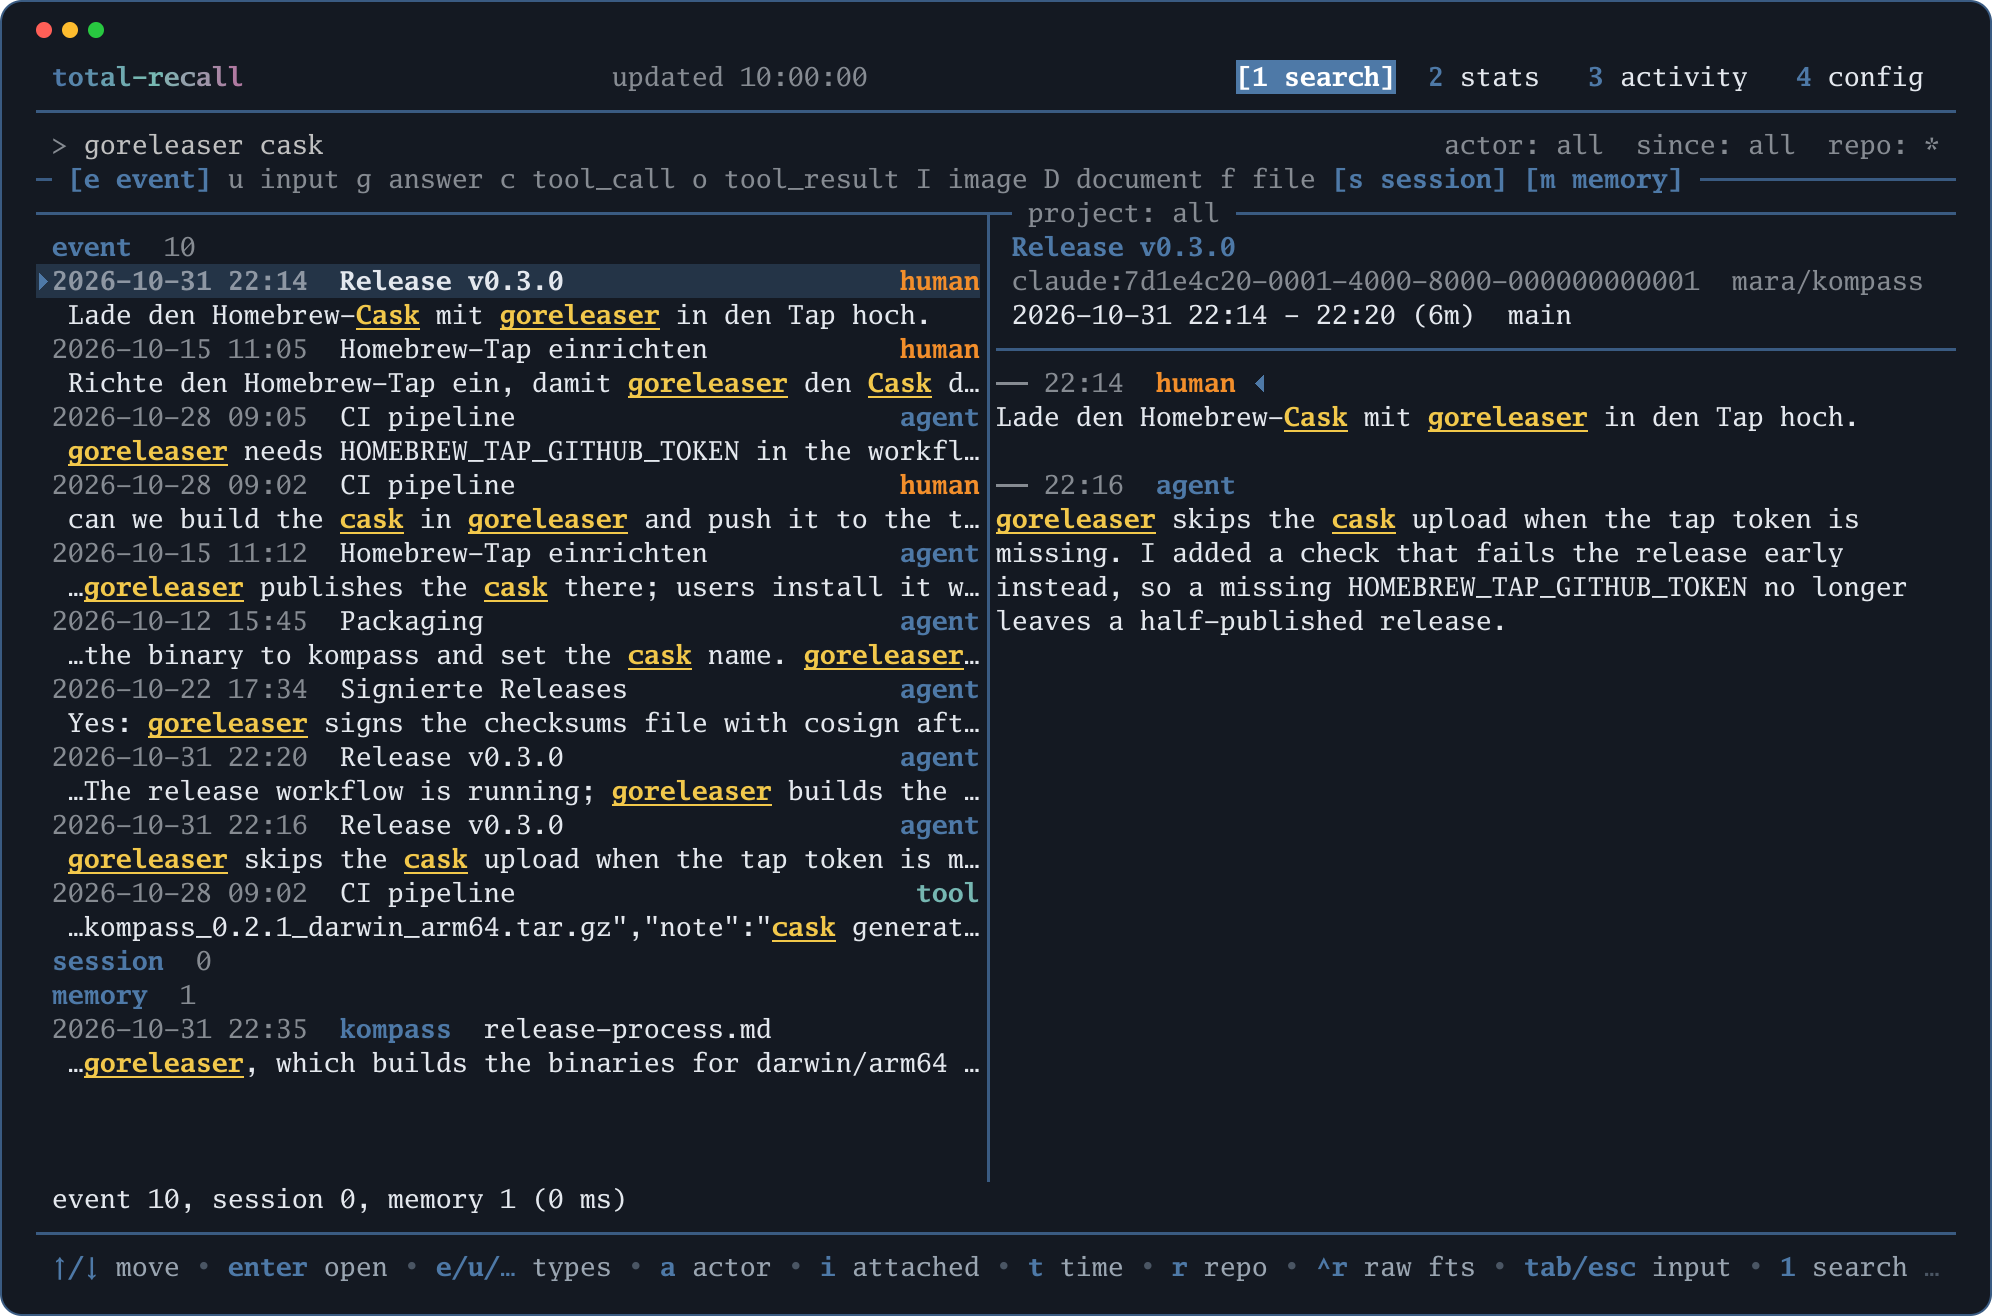 total-recall updated 10:00:00 [1 search] 2 stats 3 activity 4 config
> goreleaser cask actor: all since: all repo: *
[e event] u input g answer c tool_call o tool_result I image D document f file [s session] [m memory]
project: all
event 10
2026-10-31 22:14 Release v0.3.0 human
Lade den Homebrew-Cask mit goreleaser in den Tap hoch.
2026-10-15 11:05 Homebrew-Tap einrichten human
Richte den Homebrew-Tap ein, damit goreleaser den Cask d…
2026-10-28 09:05 CI pipeline agent
goreleaser needs HOMEBREW_TAP_GITHUB_TOKEN in the workfl…
2026-10-28 09:02 CI pipeline human
can we build the cask in goreleaser and push it to the t…
2026-10-15 11:12 Homebrew-Tap einrichten agent
…goreleaser publishes the cask there; users install it w…
2026-10-12 15:45 Packaging agent
…the binary to kompass and set the cask name. goreleaser…
2026-10-22 17:34 Signierte Releases agent
Yes: goreleaser signs the checksums file with cosign aft…
2026-10-31 22:20 Release v0.3.0 agent
…The release workflow is running; goreleaser builds the …
2026-10-31 22:16 Release v0.3.0 agent
goreleaser skips the cask upload when the tap token is m…
2026-10-28 09:02 CI pipeline tool
…kompass_0.2.1_darwin_arm64.tar.gz","note":"cask generat…
session 0
memory 1
2026-10-31 22:35 kompass release-process.md
…goreleaser, which builds the binaries for darwin/arm64 …
Release v0.3.0
claude:7d1e4c20-0001-4000-8000-000000000001 mara/kompass
2026-10-31 22:14 - 22:20 (6m) main
── 22:14 human
Lade den Homebrew-Cask mit goreleaser in den Tap hoch.
── 22:16 agent
goreleaser skips the cask upload when the tap token is
missing. I added a check that fails the release early
instead, so a missing HOMEBREW_TAP_GITHUB_TOKEN no longer
leaves a half-published release.
event 10, session 0, memory 1 (0 ms)
↑/↓ move • enter open • e/u/… types • a actor • i attached • t time • r repo • ^r raw fts • tab/esc input • 1 search …